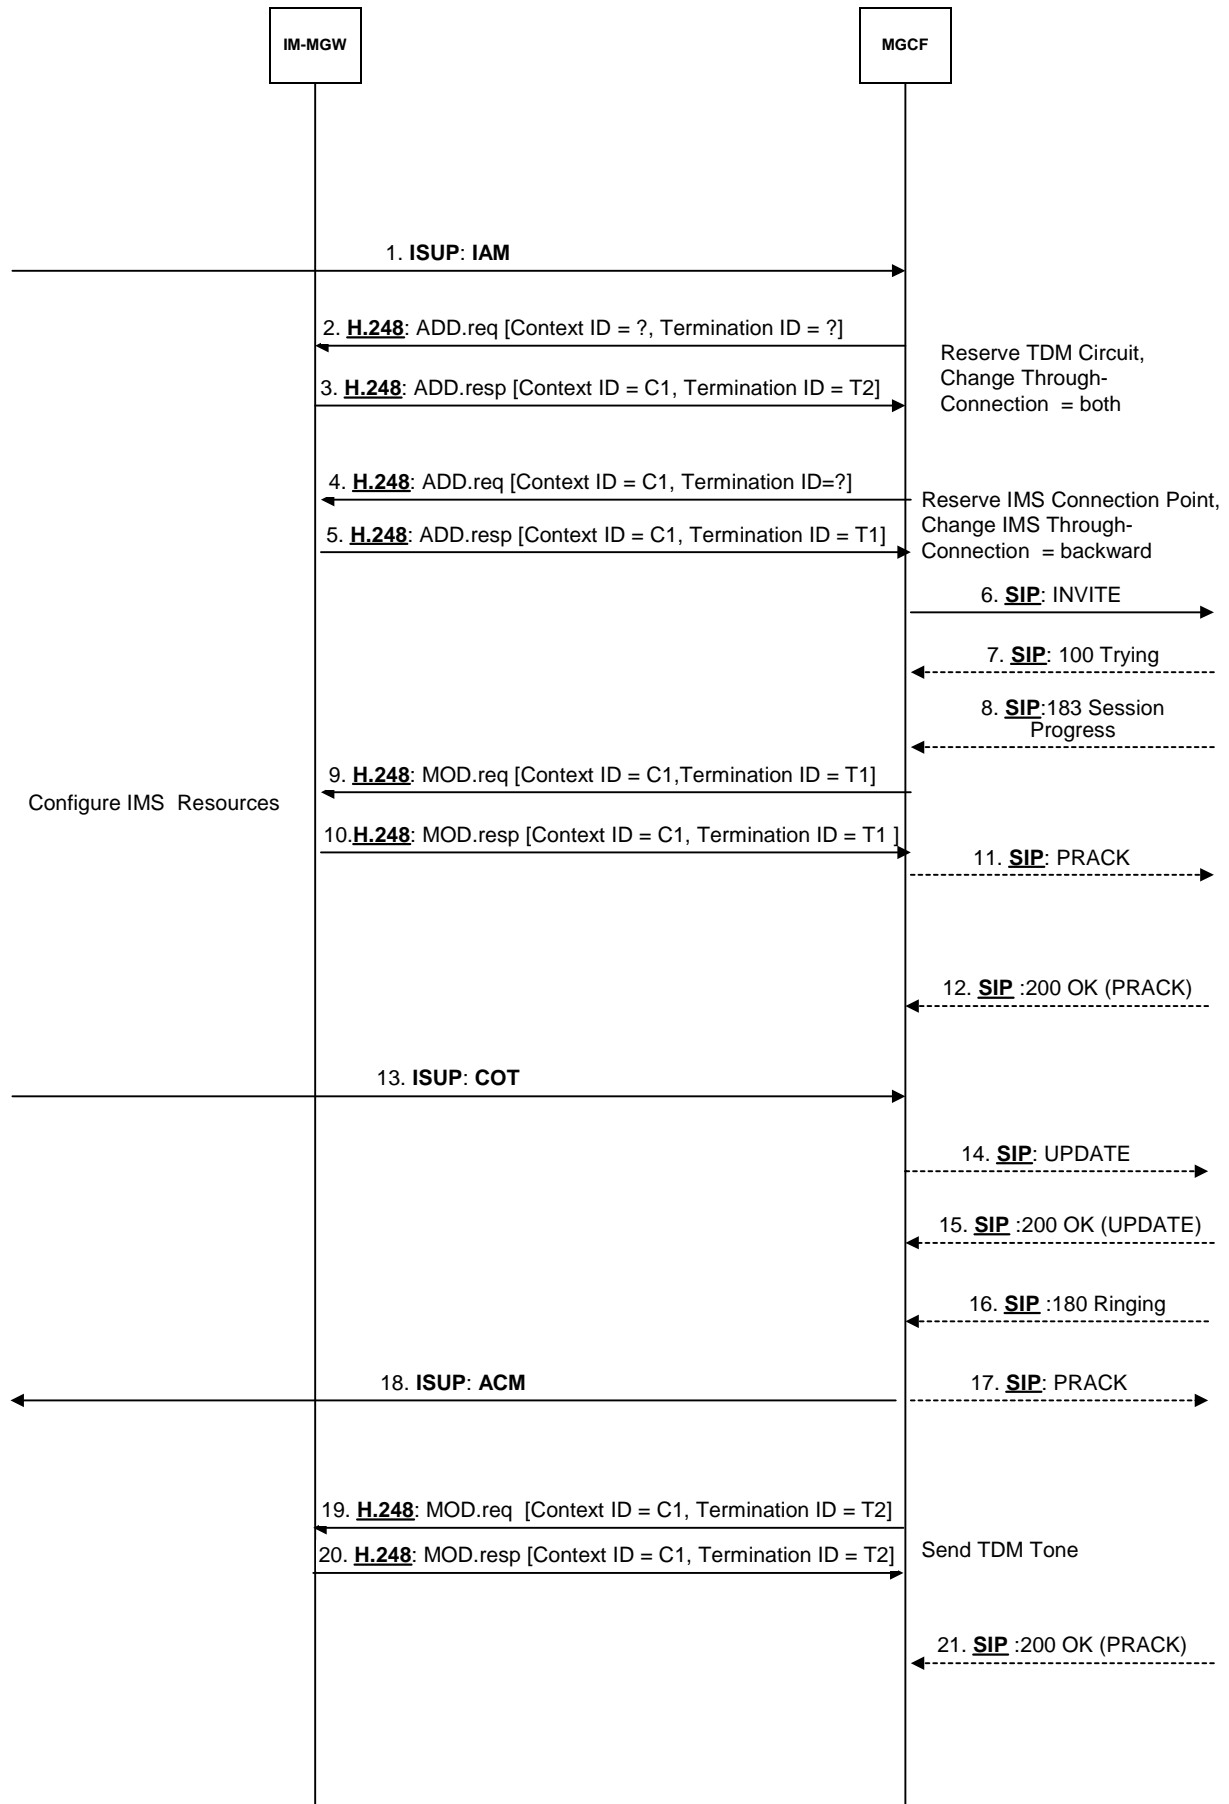 IM-MGW
MGCF
1. ISUP: IAM
2. H.248: ADD.req [Context ID = ?, Termination ID = ?]
Reserve TDM Circuit,
Change Through-
Connection = both
3. H.248: ADD.resp [Context ID = C1, Termination ID = T2]
4. H.248: ADD.req [Context ID = C1, Termination ID=?]
Reserve IMS Connection Point,
Change IMS Through-
Connection = backward
5. H.248: ADD.resp [Context ID = C1, Termination ID = T1]
6. SIP: INVITE
7. SIP: 100 Trying
8. SIP:183 Session
Progress
9. H.248: MOD.req [Context ID = C1,Termination ID = T1]
Configure IMS Resources
10.H.248: MOD.resp [Context ID = C1, Termination ID = T1 ]
11. SIP: PRACK
12. SIP :200 OK (PRACK)
13. ISUP: COT
14. SIP: UPDATE
15. SIP :200 OK (UPDATE)
16. SIP :180 Ringing
18. ISUP: ACM
17. SIP: PRACK
19. H.248: MOD.req [Context ID = C1, Termination ID = T2]
20. H.248: MOD.resp [Context ID = C1, Termination ID = T2]
Send TDM Tone
21. SIP :200 OK (PRACK)